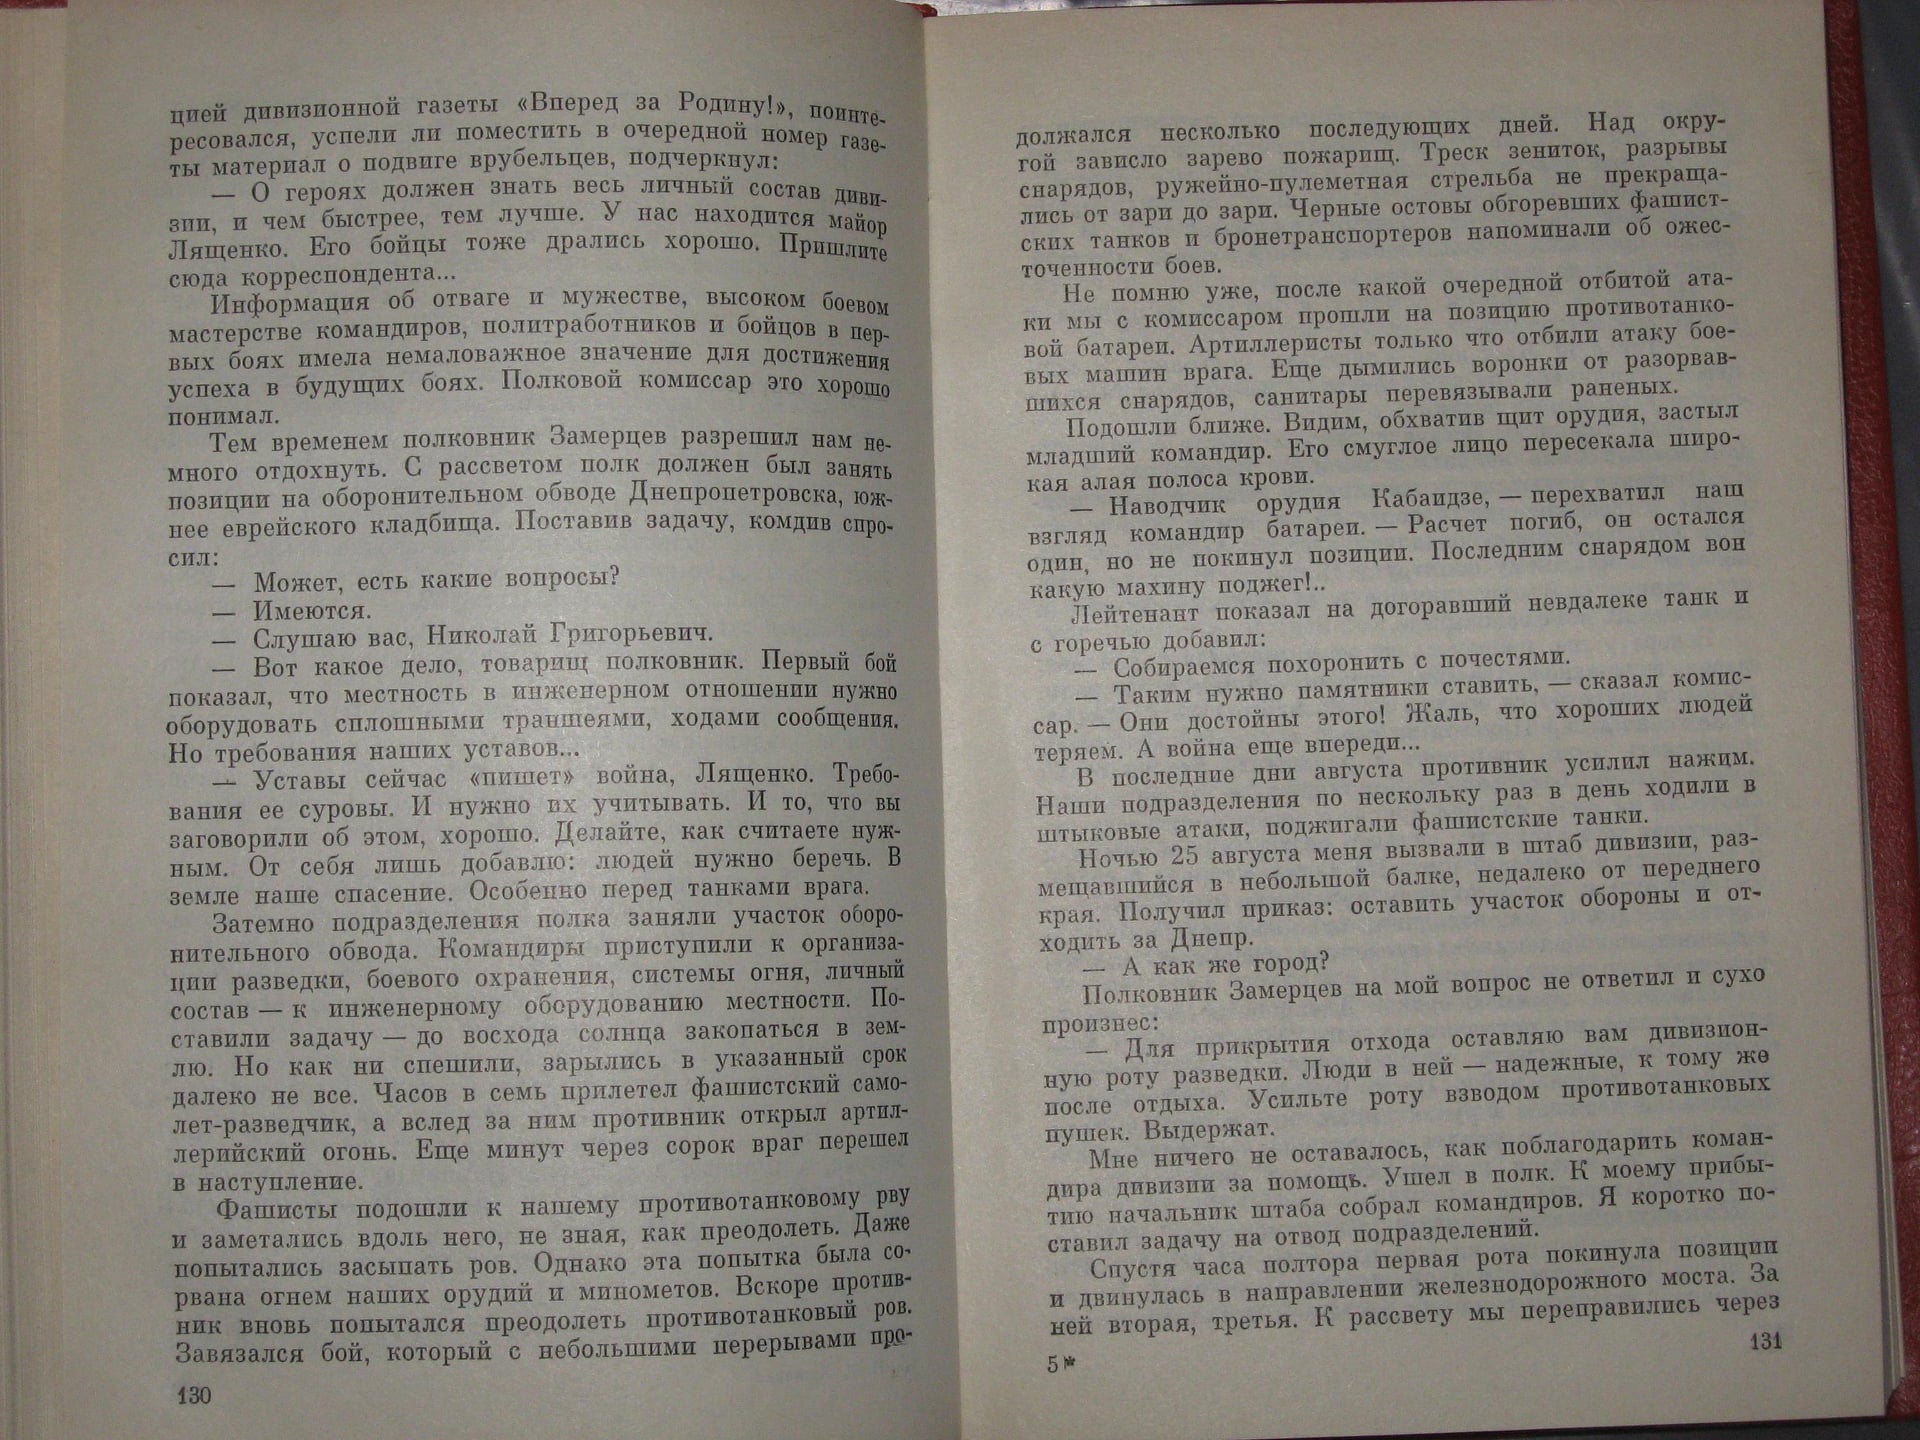 цией дивизионной газеты «Вперед за Родину!», поинте-
ресовался, успели ли поместить в очередной номер газе-
ты материал о подвиге врубельцев, подчеркнул:
— О героях должен знать весь личный состав диви-
зии, и чем быстрее, тем лучше. У нас находится майор
Лященко. Его бойцы тоже дрались хорошо. Пришлите
сюда корреспондента...
Информация об отваге и мужестве, высоком боевом
мастерстве командиров, политработников и бойцов в пер-
вых боях имела немаловажное значение для достижения
успеха в будущих боях. Полковой комиссар это хорошо
понимал.
Тем временем полковник Замерцев разрешил нам не-
много отдохнуть. С рассветом полк должен был занять
позиции на оборонительном обводе Днепропетровска, юж-
нее еврейского кладбища. Поставив задачу, комдив спро-
сил:
— Может, есть какие вопросы?
— Имеются.
— Слушаю вас, Николай Григорьевич.
— Вот какое дело, товарищ полковник. Первый бой
показал, что местность в инженерном отношении нужно
оборудовать сплошными траншеями, ходами сообщения.
Но требования наших уставов...
— Уставы сейчас «пишет» война, Лященко. Требо-
вания ее суровы. И нужно их учитывать. И то, что вы
заговорили об этом, хорошо. Делайте, как считаете нуж-
ным. От себя лишь добавлю: людей нужно беречь. В
земле наше спасение. Особенно перед танками врага.
Затемно подразделения полка заняли участок оборо-
нительного обвода. Командиры приступили к организа-
ции разведки, боевого охранения, системы огня, личный
состав — к инженерному оборудованию местности. По-
ставили задачу — до восхода солнца закопаться в зем-
лю. Но как ни спешили, зарылись в указанный срок
далеко не все. Часов в семь прилетел фашистский само-
лет-разведчик, а вслед за ним противник открыл артил-
лерийский огонь. Еще минут через сорок враг перешел
в наступление.
Фашисты подошли к нашему противотанковому рву
и заметались вдоль него, не зная, как преодолеть. Даже
попытались засыпать ров. Однако эта попытка была со-
рвана огнем наших орудий и минометов. Вскоре против-
ник вновь попытался преодолеть противотанковый ров.
Завязался бой, который с небольшими перерывами про-
130
должался несколько последующих дней. Над окру-
гой зависло зарево пожарищ. Треск зениток, разрывы
снарядов, ружейно-пулеметная стрельба не прекраща-
лись от зари до зари. Черные остовы обгоревших фашист-
ских танков и бронетранспортеров напоминали об ожес-
точенности боев.
Не помню уже, после какой очередной отбитой ата-
ки мы с комиссаром прошли на позицию противотанко-
вой батареи. Артиллеристы только что отбили атаку бое-
вых машин врага. Еще дымились воронки от разорвав-
шихся снарядов, санитары перевязывали раненых.
Подошли ближе. Видим, обхватив щит орудия, застыл
младший командир. Его смуглое лицо пересекала широ-
кая алая полоса крови.
— Наводчик орудия Кабаидзе, — перехватил наш
взгляд командир батареи. — Расчет погиб, он остался
один, но не покинул позиции. Последним снарядом вон
какую махину поджег!..
Лейтенант показал на догоравший невдалеке танк и
с горечью добавил:
— Собираемся похоронить с почестями.
— Таким нужно памятники ставить, — сказал комис-
сар. — Они достойны этого! Жаль, что хороших людей
теряем. А война еще впереди...
В последние дни августа противник усилил нажим.
Наши подразделения по нескольку раз в день ходили в
штыковые атаки, поджигали фашистские танки.
Ночью 25 августа меня вызвали в штаб дивизии, раз-
мещавшийся в небольшой балке, недалеко от переднего
края. Получил приказ: оставить участок обороны и от-
ходить за Днепр.
— А как же город?
Полковник Замерцев на мой вопрос не ответил и сухо
произнес:
— Для прикрытия отхода оставляю вам дивизион-
ную роту разведки. Люди в ней — надежные, к тому же
после отдыха. Усильте роту взводом противотанковых
пушек. Выдержат.
Мне ничего не оставалось, как поблагодарить коман-
дира дивизии за помощь. Ушел в полк. К моему прибы-
тию начальник штаба собрал командиров. Я коротко по-
ставил задачу на отвод подразделений.
Спустя часа полтора первая рота покинула позиции
и двинулась в направлении железнодорожного моста. За
ней вторая, третья. К рассвету мы переправились через
5*
131